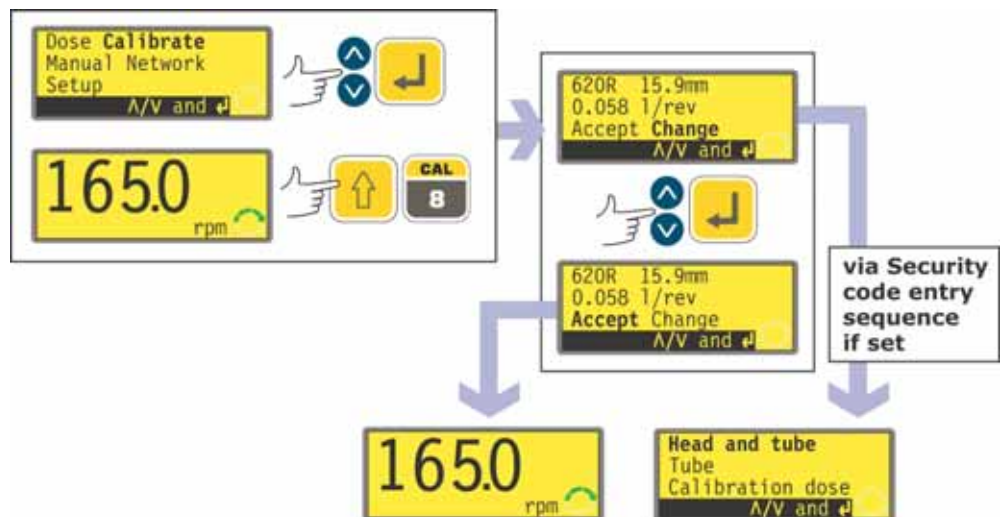 Dose Calibrate
Manual Network
Setup
∧/∨ and ↵
165.0
rpm
CAL
8
620R 15.9mm
0.058 l/rev
Accept Change
∧/∨ and ↵
620R 15.9mm
0.058 l/rev
Accept Change
∧/∨ and ↵
via Security
code entry
sequence
if set
165.0
rpm
Head and tube
Tube
Calibration dose
∧/∨ and ↵